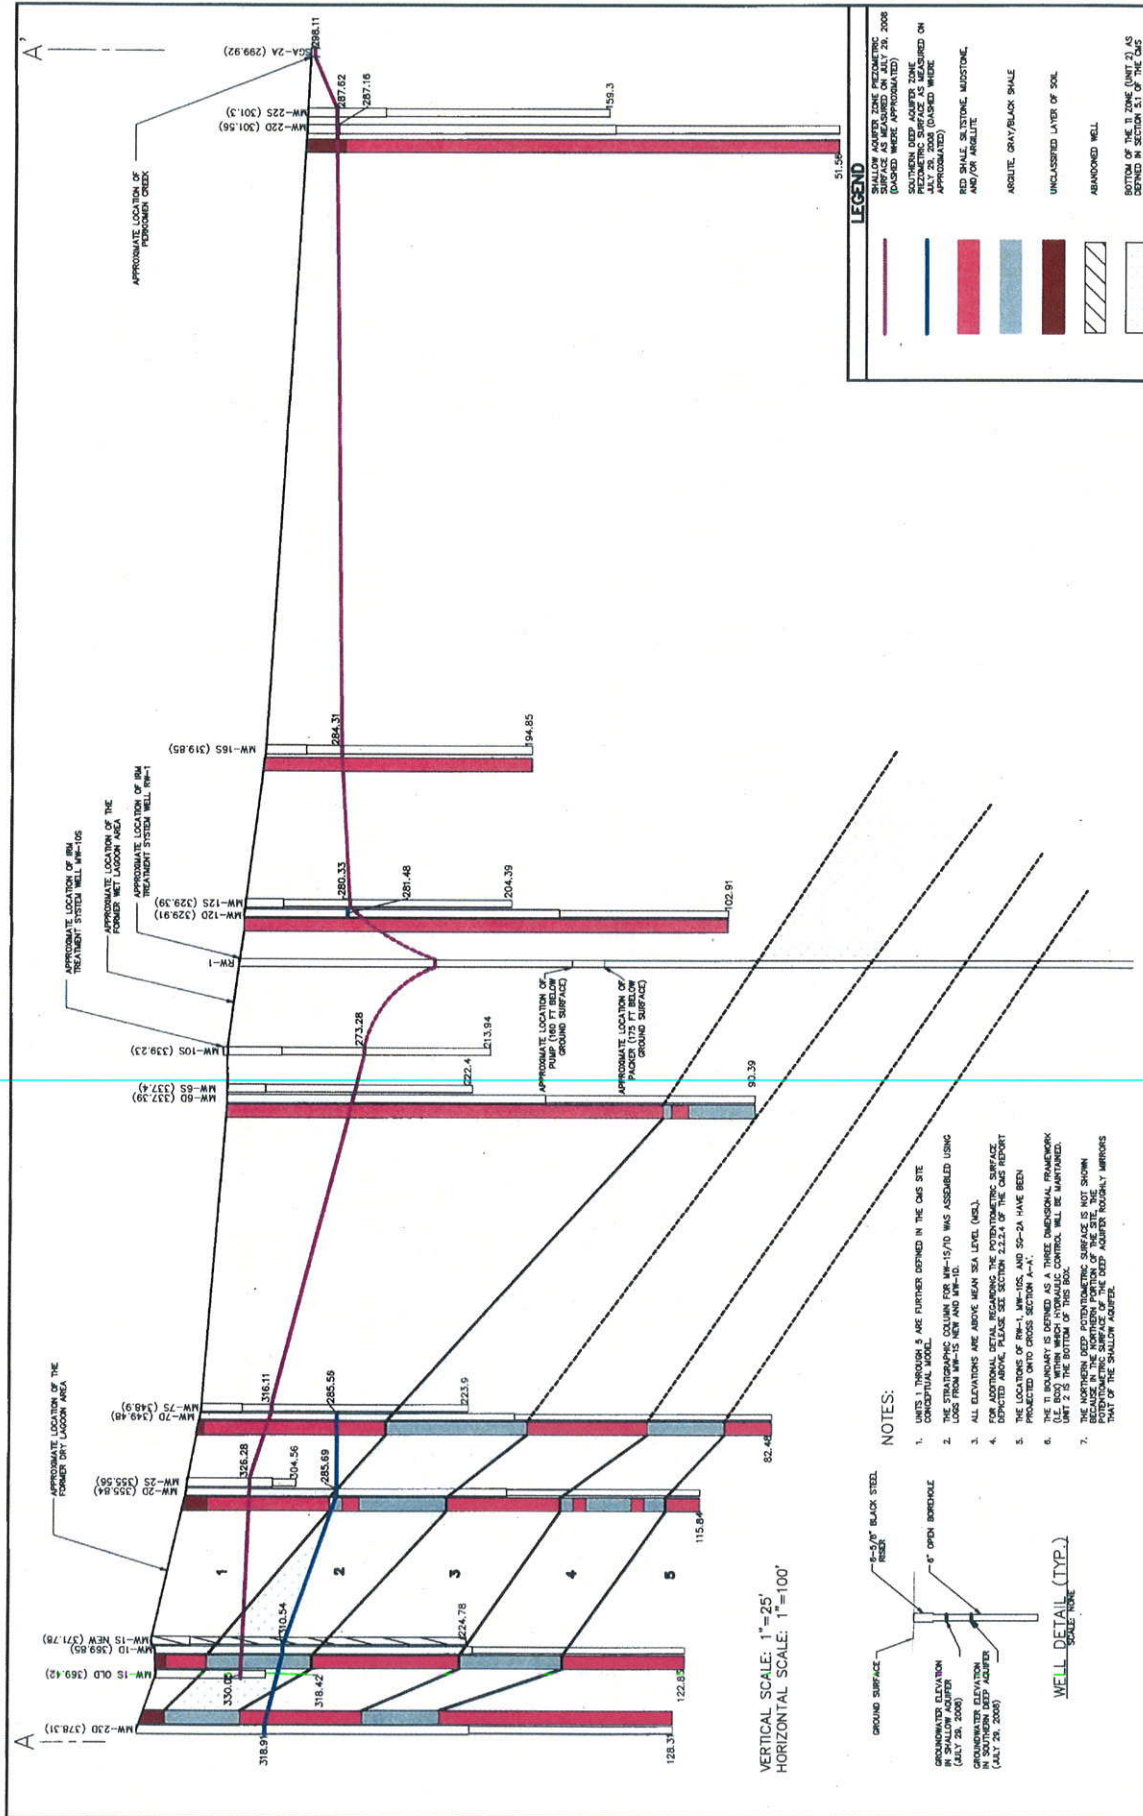 A
A'
MW-23D (378.31)
318.91
128.31
MW-1S OLD (369.42)
330.05
318.42
MW-1D (369.85)
MW-1S NEW (371.78)
310.54
224.78
122.85
APPROXIMATE LOCATION OF THE
FORMER DRY LAGOON AREA
MW-2D (355.84)
MW-2S (355.56)
326.28
304.56
285.69
115.84
MW-7D (349.48)
MW-7S (348.9)
316.11
285.59
223.9
82.48
1
2
3
4
5
MW-6D (337.39)
MW-6S (337.4)
222.4
90.39
MW-10S (339.23)
273.28
213.94
APPROXIMATE LOCATION OF IRM
TREATMENT SYSTEM WELL MW-10S
APPROXIMATE LOCATION OF THE
FORMER WET LAGOON AREA
APPROXIMATE LOCATION OF IRM
TREATMENT SYSTEM WELL RW-1
RW-1
APPROXIMATE LOCATION OF
PUMP (160 FT BELOW
GROUND SURFACE)
APPROXIMATE LOCATION OF
PACKER (175 FT BELOW
GROUND SURFACE)
MW-12D (329.91)
MW-12S (329.39)
280.33
281.48
204.39
102.91
MW-16S (319.85)
284.31
194.85
MW-22D (301.56)
MW-22S (301.3)
287.62
287.16
159.3
51.56
SGA-2A (299.92)
298.11
APPROXIMATE LOCATION OF
PERKIOMEN CREEK
VERTICAL SCALE: 1"=25'
HORIZONTAL SCALE: 1"=100'
GROUND SURFACE
6-5/8" BLACK STEEL
RISER
6" OPEN BOREHOLE
GROUNDWATER ELEVATION
IN SHALLOW AQUIFER
(JULY 29, 2008)
GROUNDWATER ELEVATION
IN SOUTHERN DEEP AQUIFER
(JULY 29, 2008)
WELL DETAIL (TYP.)
SCALE: NONE
NOTES:
1. UNITS 1 THROUGH 5 ARE FURTHER DEFINED IN THE CMS SITE
CONCEPTUAL MODEL.
2. THE STRATIGRAPHIC COLUMN FOR MW-1S/1D WAS ASSEMBLED USING
LOGS FROM MW-1S NEW AND MW-1D.
3. ALL ELEVATIONS ARE ABOVE MEAN SEA LEVEL (MSL).
4. FOR ADDITIONAL DETAIL REGARDING THE POTENTIOMETRIC SURFACE
DEPICTED ABOVE, PLEASE SEE SECTION 2.2.2.4 OF THE CMS REPORT
5. THE LOCATIONS OF RW-1, MW-10S, AND SG-2A HAVE BEEN
PROJECTED ONTO CROSS SECTION A-A'.
6. THE TI BOUNDARY IS DEFINED AS A THREE DIMENSIONAL FRAMEWORK
(I.E. BOX) WITHIN WHICH HYDRAULIC CONTROL WILL BE MAINTAINED.
UNIT 2 IS THE BOTTOM OF THIS BOX.
7. THE NORTHERN DEEP POTENTIOMETRIC SURFACE IS NOT SHOWN
BECAUSE IN THE NORTHERN PORTION OF THE SITE, THE
POTENTIOMETRIC SURFACE OF THE DEEP AQUIFER ROUGHLY MIRRORS
THAT OF THE SHALLOW AQUIFER.
LEGEND
SHALLOW AQUIFER ZONE PIEZOMETRIC
SURFACE AS MEASURED ON JULY 29, 2008
(DASHED WHERE APPROXIMATED)
SOUTHERN DEEP AQUIFER ZONE
PIEZOMETRIC SURFACE AS MEASURED ON
JULY 29, 2008 (DASHED WHERE
APPROXIMATED)
RED SHALE, SILTSTONE, MUDSTONE,
AND/OR ARGILLITE
ARGILITE, GRAY/BLACK SHALE
UNCLASSIFIED LAYER OF SOIL
ABANDONED WELL
BOTTOM OF THE TI ZONE (UNIT 2) AS
DEFINED IN SECTION 5.1 OF THE CMS